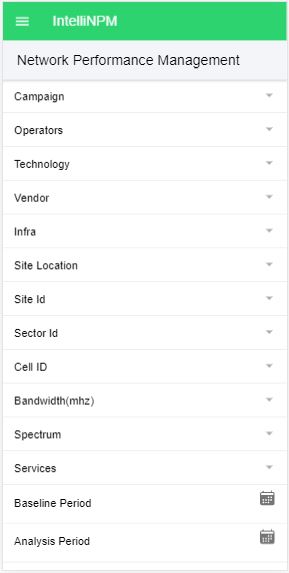 IntelliNPM
Network Performance Management
Campaign
Operators
Technology
Vendor
Infra
Site Location
Site Id
Sector Id
Cell ID
Bandwidth(mhz)
Spectrum
Services
Baseline Period
Analysis Period